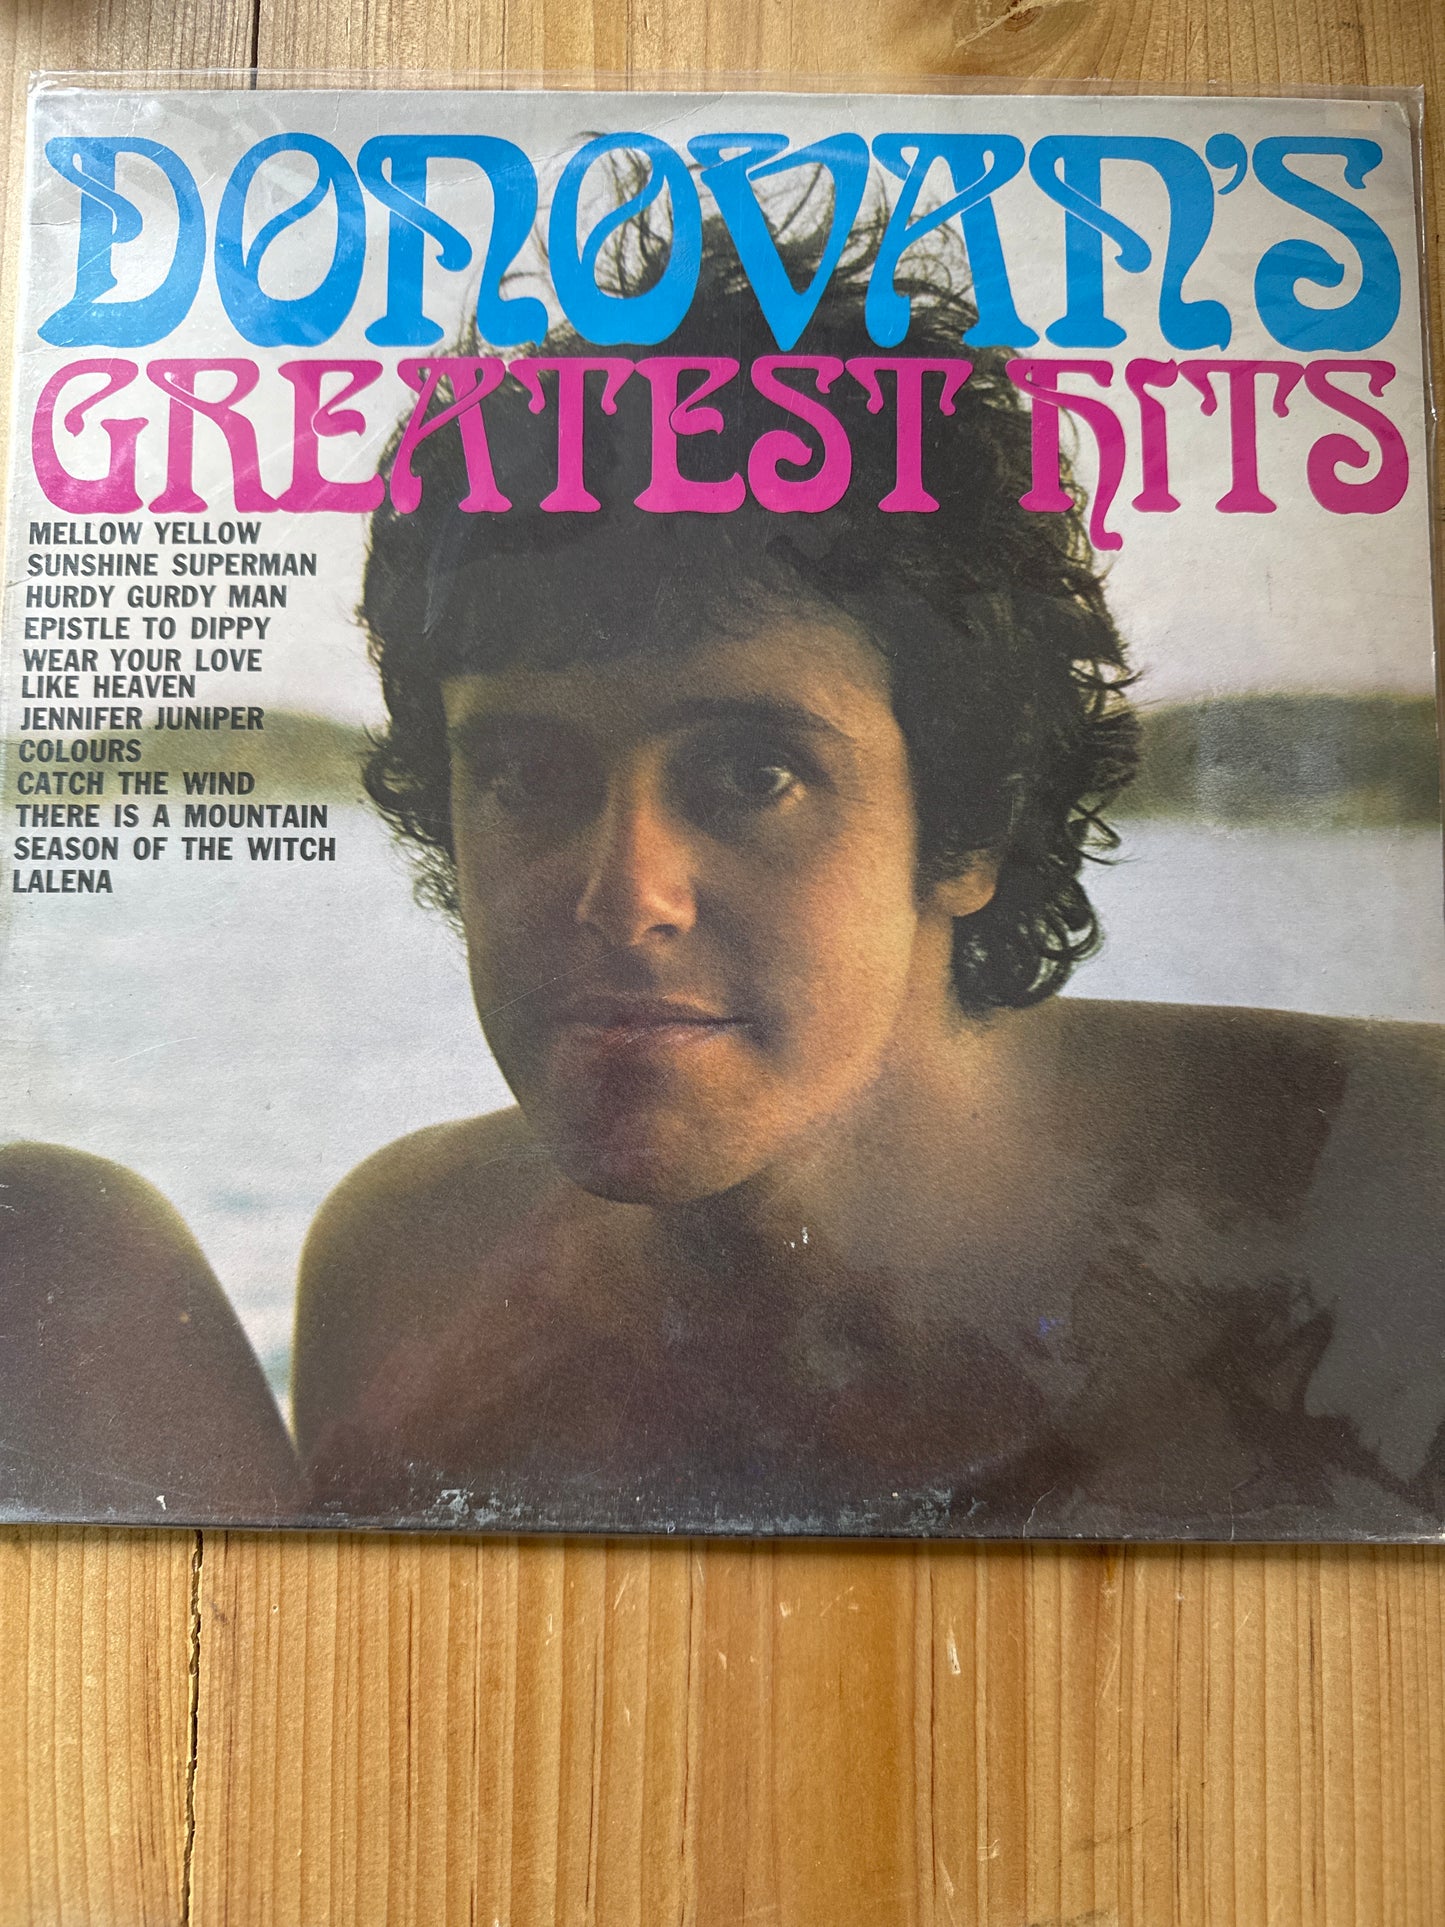 DONOVAN'S
GREATEST HITS
MELLOW YELLOW
SUNSHINE SUPERMAN
HURDY GURDY MAN
EPISTLE TO DIPPY
WEAR YOUR LOVE
LIKE HEAVEN
JENNIFER JUNIPER
COLOURS
CATCH THE WIND
THERE IS A MOUNTAIN
SEASON OF THE WITCH
LALENA